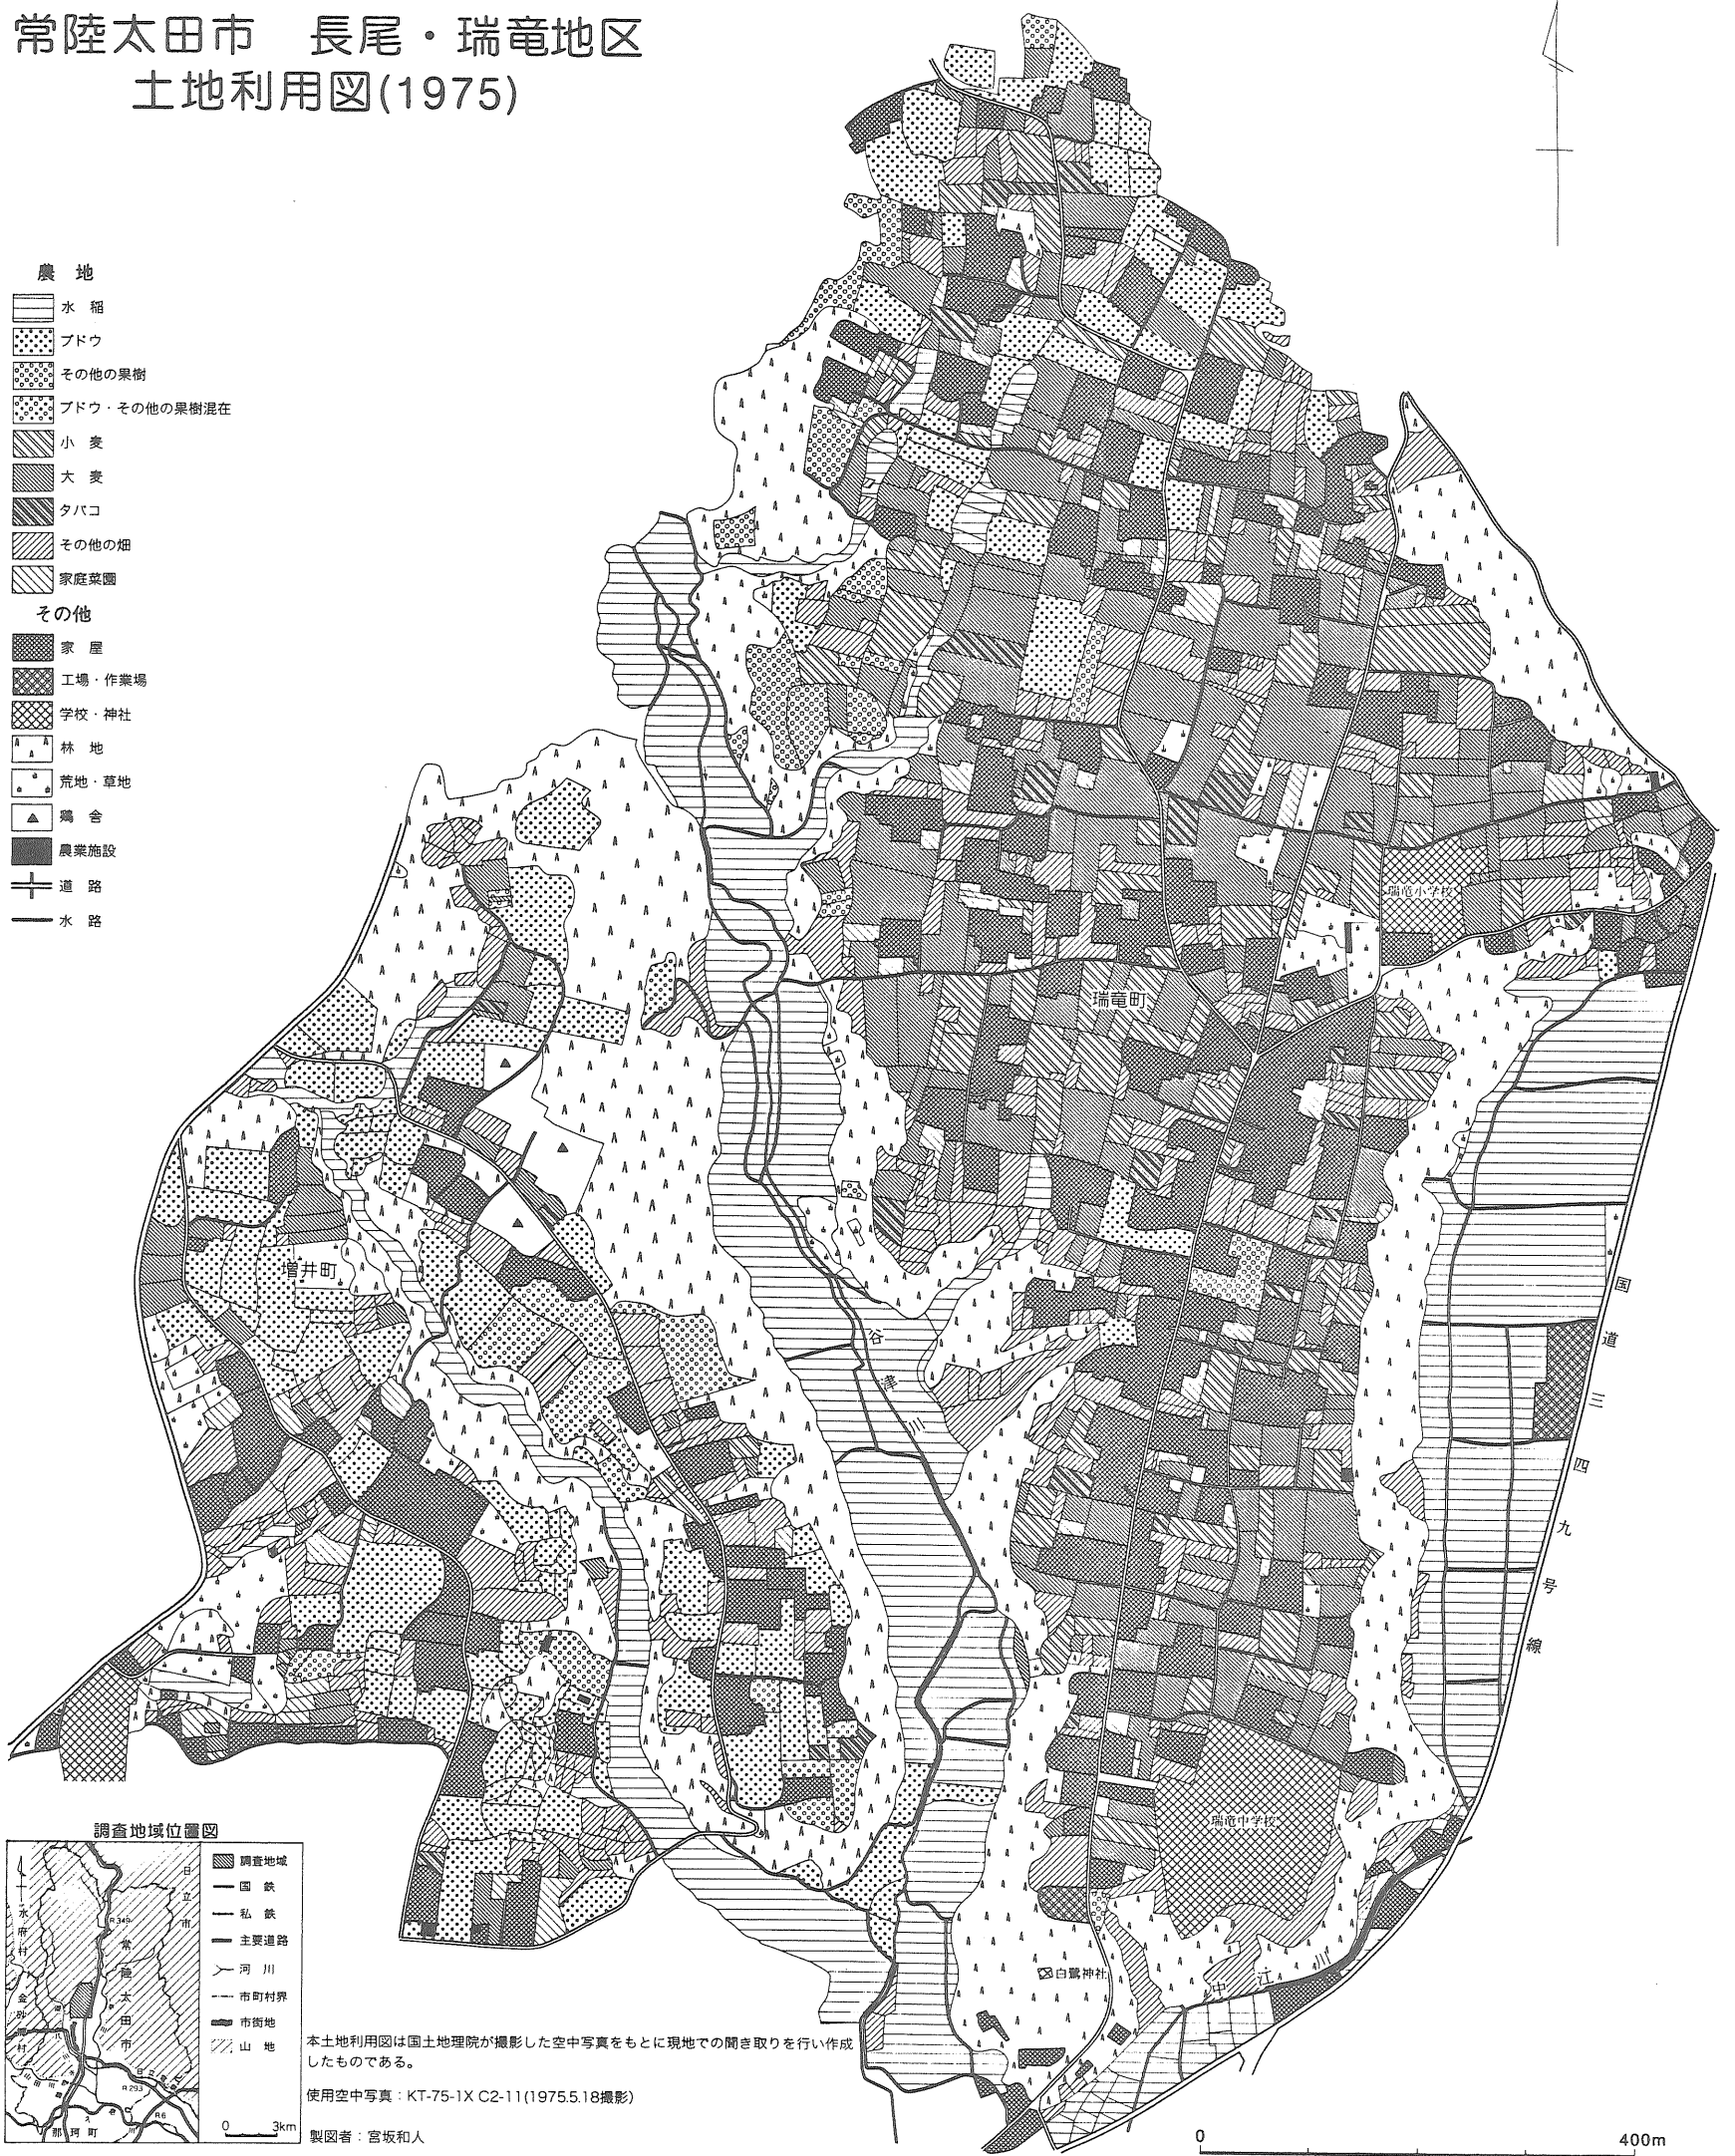 常陸太田市　長尾・瑞竜地区
土地利用図(1975)
農　地
水　稲
ブドウ
その他の果樹
ブドウ・その他の果樹混在
小　麦
大　麦
タバコ
その他の畑
家庭菜園
その他
家　屋
工場・作業場
学校・神社
林　地
荒地・草地
鶏　舎
農業施設
道　路
水　路
瑞竜小学校
瑞竜町
増井町
谷津川
国道三四九号線
瑞竜中学校
白鷺神社
中江川
調査地域位置図
日立市
水府村
R.349
常陸太田市
金砂郷村
山田川
R.293
R.6
那珂町
0　3km
調査地域
国　鉄
私　鉄
主要道路
河　川
市町村界
市街地
山　地
本土地利用図は国土地理院が撮影した空中写真をもとに現地での聞き取りを行い作成
したものである。
使用空中写真：KT-75-1X C2-11(1975.5.18撮影)
製図者：宮坂和人
0　400m